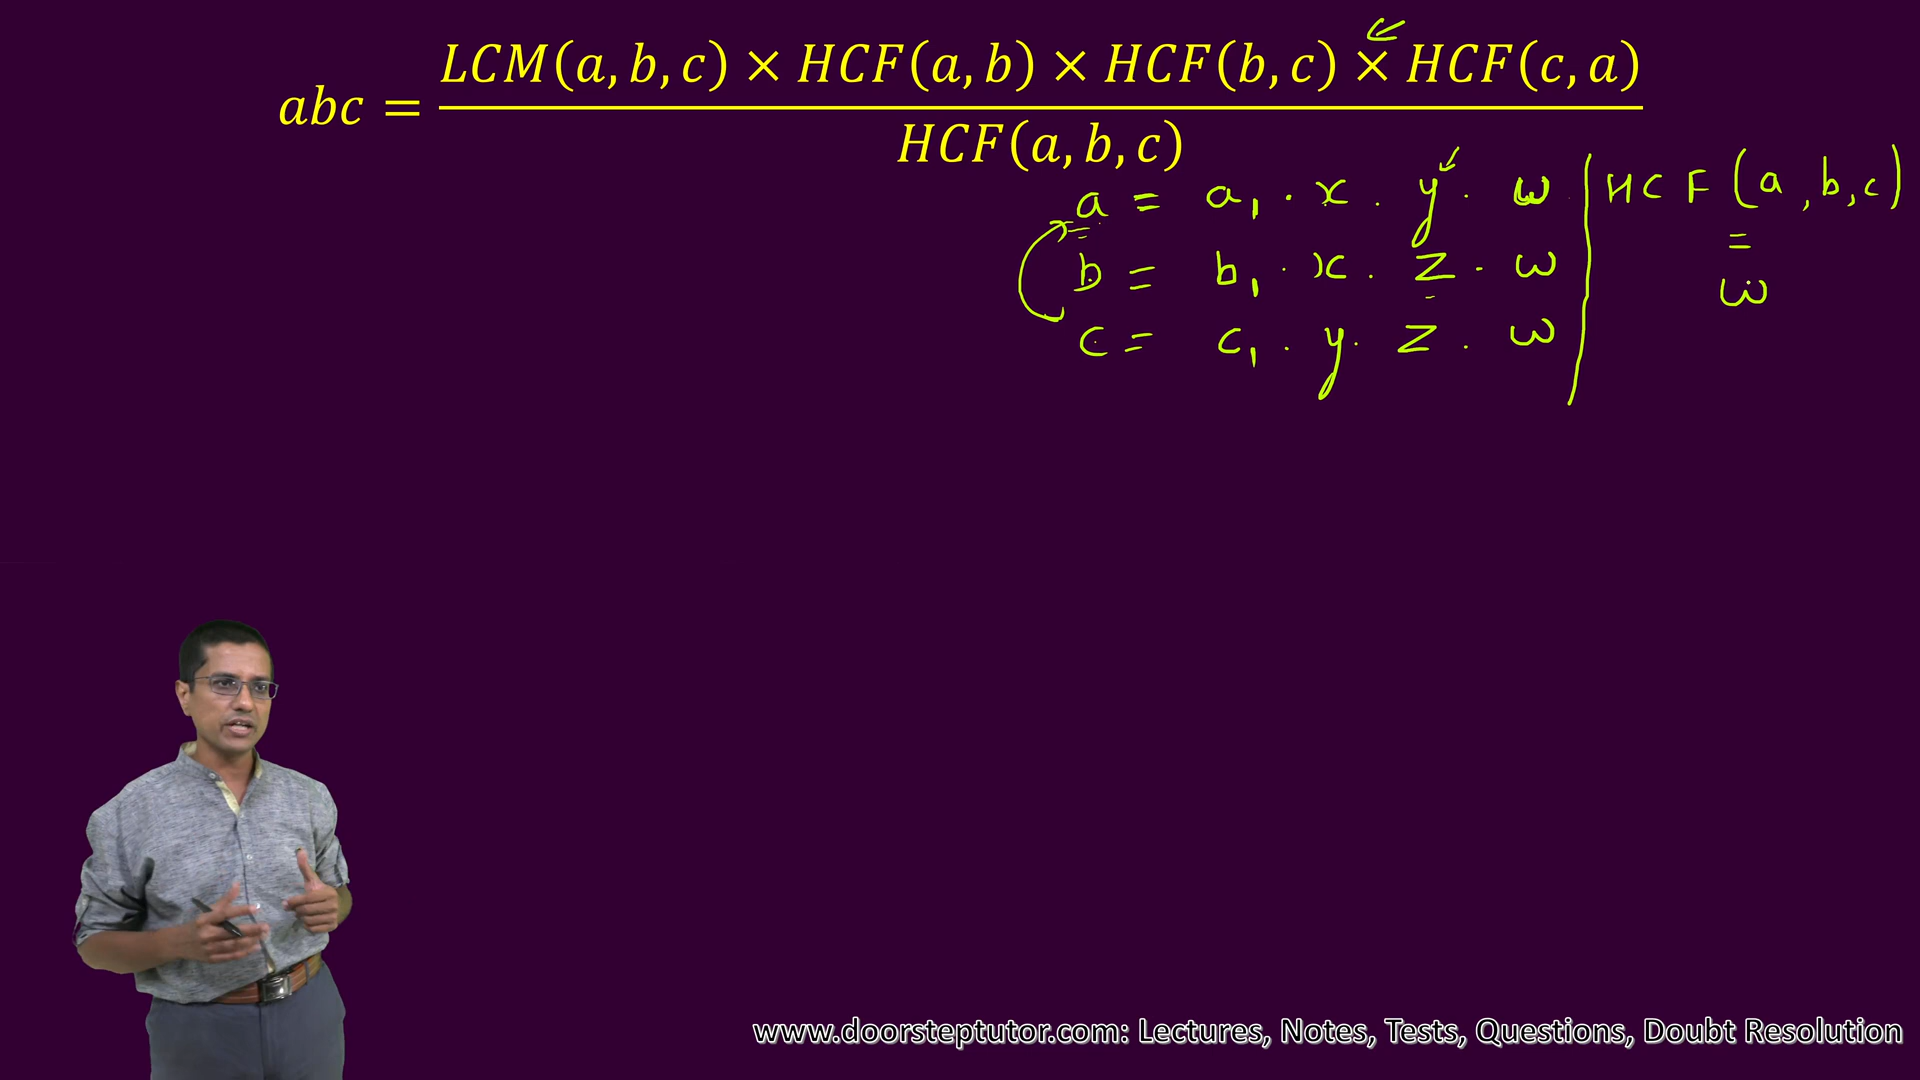 abc = LCM(a, b, c) × HCF(a, b) × HCF(b, c) × HCF(c, a)
HCF(a, b, c)
a = a₁ · x · y · w | HCF (a, b, c)
=
b = b₁ · x · z · w
w
c = c₁ · y · z · w
www.doorsteptutor.com: Lectures, Notes, Tests, Questions, Doubt Resolution